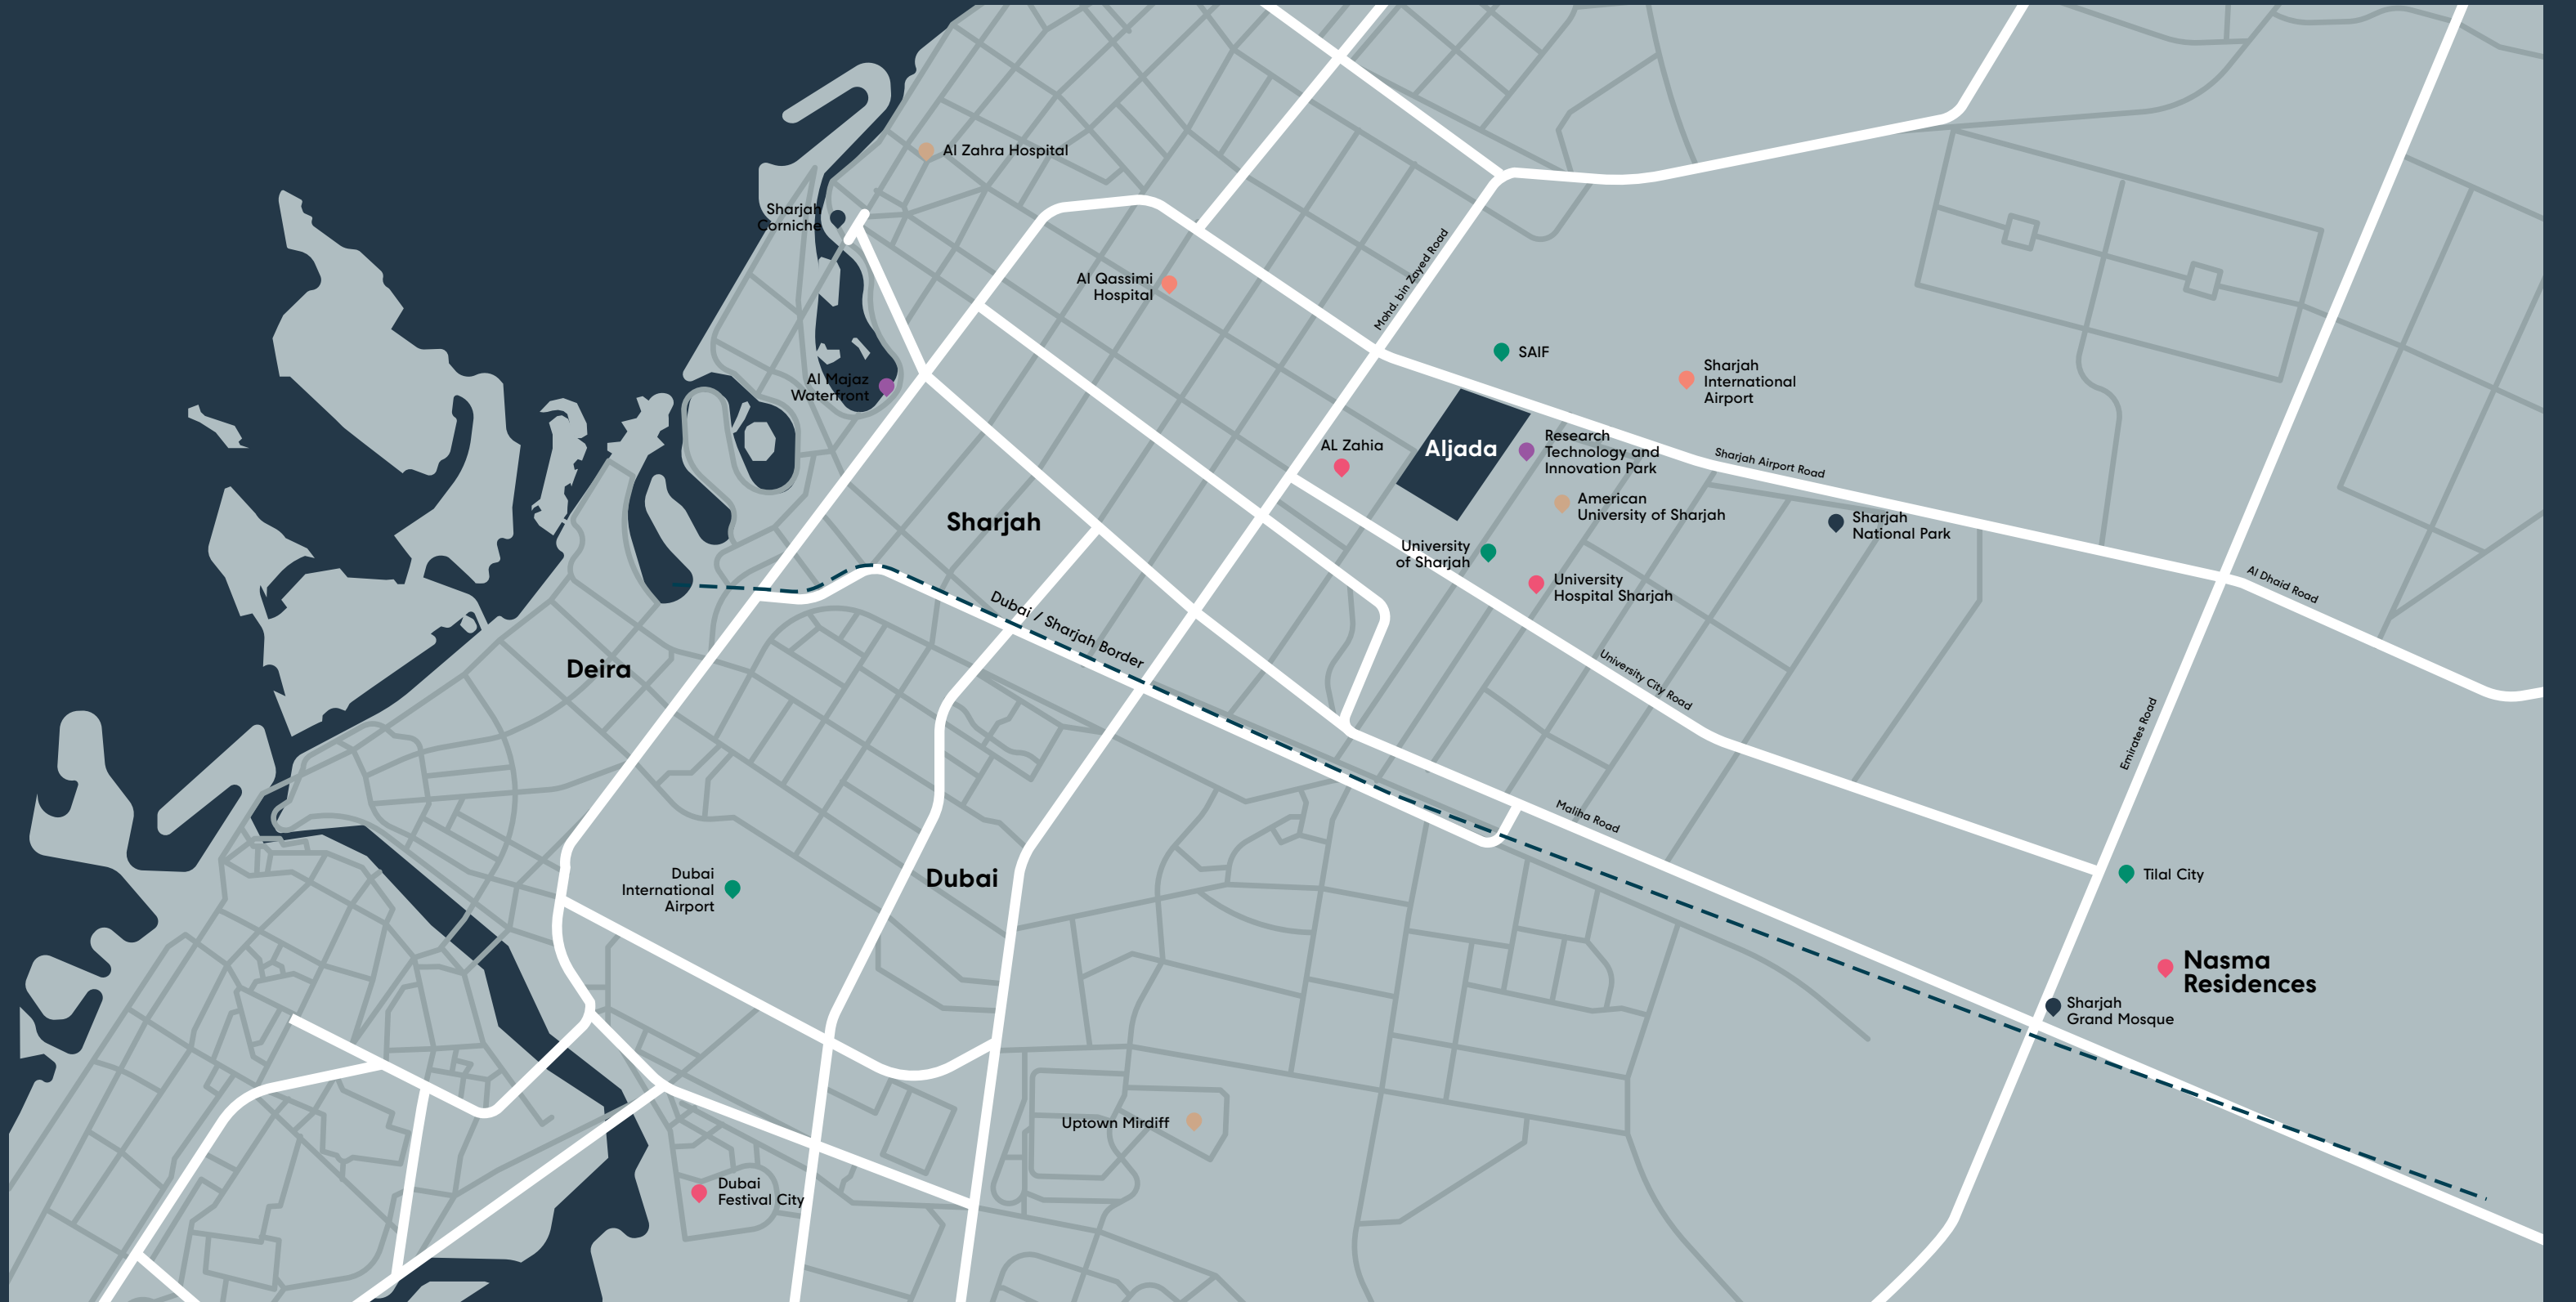 Al Zahra Hospital
Sharjah
Corniche
Al Qassimi
Hospital
Mohd. bin Zayed Road
SAIF
Sharjah
International
Airport
Al Majaz
Waterfront
AL Zahia
Aljada
Research
Technology and
Innovation Park
Sharjah Airport Road
American
University of Sharjah
Sharjah
National Park
Sharjah
University
of Sharjah
University
Hospital Sharjah
Al Dhaid Road
Dubai / Sharjah Border
Deira
University City Road
Emirates Road
Maliha Road
Dubai
International
Airport
Dubai
Tilal City
Nasma
Residences
Sharjah
Grand Mosque
Uptown Mirdiff
Dubai
Festival City